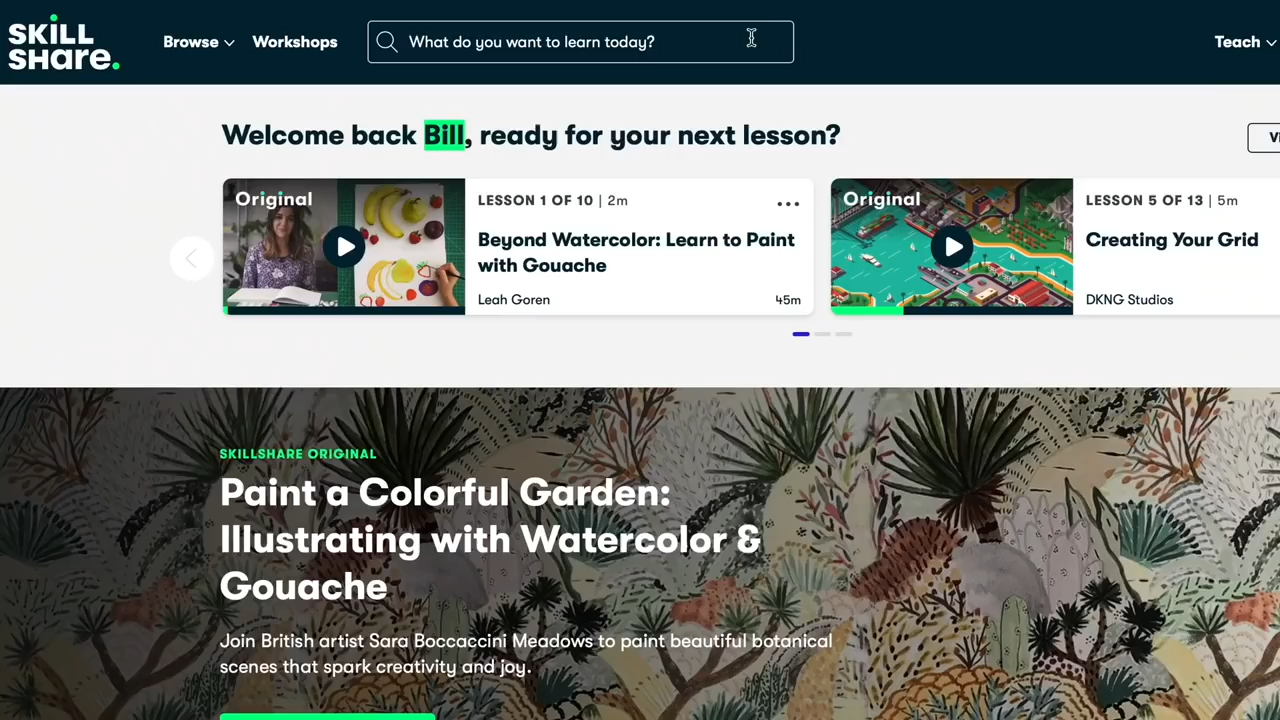 SKILL
SHare.
Browse
Workshops
What do you want to learn today?
Teach
Welcome back Bill, ready for your next lesson?
Original
LESSON 1 OF 10 | 2m
Beyond Watercolor: Learn to Paint
with Gouache
Leah Goren
45m
Original
LESSON 5 OF 13 | 5m
Creating Your Grid
DKNG Studios
SKILLSHARE ORIGINAL
Paint a Colorful Garden:
Illustrating with Watercolor &
Gouache
Join British artist Sara Boccaccini Meadows to paint beautiful botanical
scenes that spark creativity and joy.